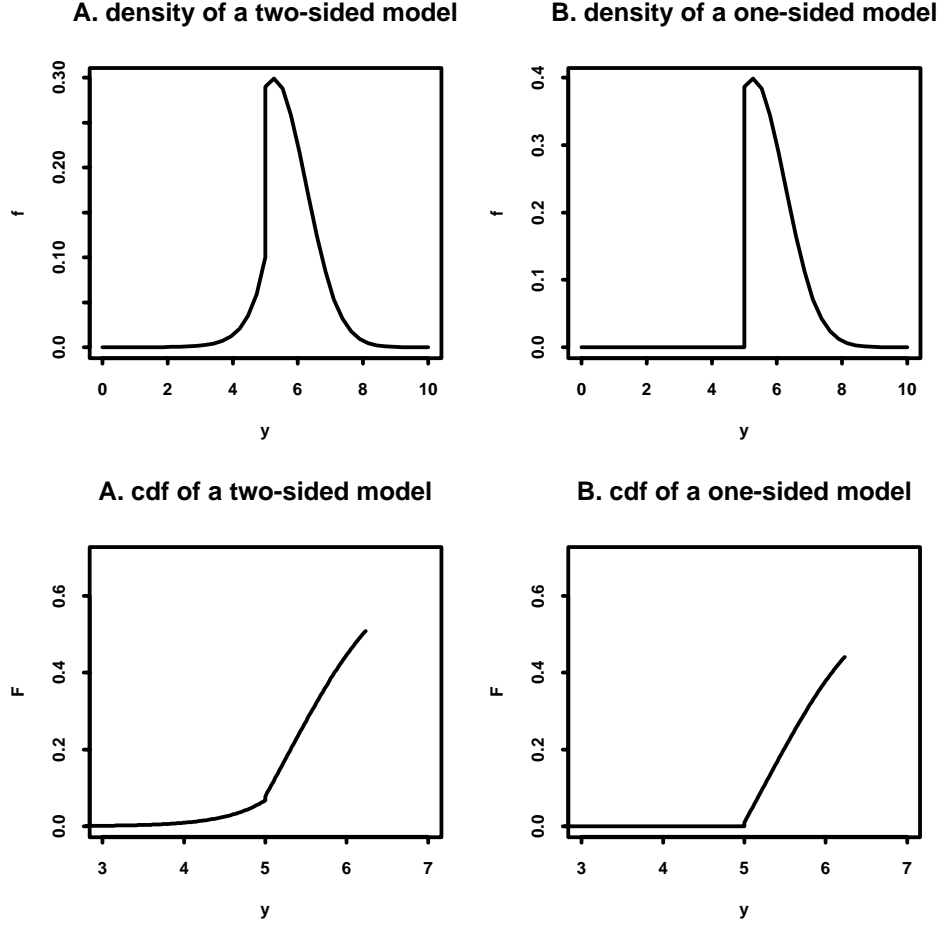 A. density of a two-sided model
f
0.0 0.10 0.20 0.30
0 2 4 6 8 10
y
B. density of a one-sided model
f
0.0 0.1 0.2 0.3 0.4
0 2 4 6 8 10
y
A. cdf of a two-sided model
F
0.0 0.2 0.4 0.6
3 4 5 6 7
y
B. cdf of a one-sided model
F
0.0 0.2 0.4 0.6
3 4 5 6 7
y